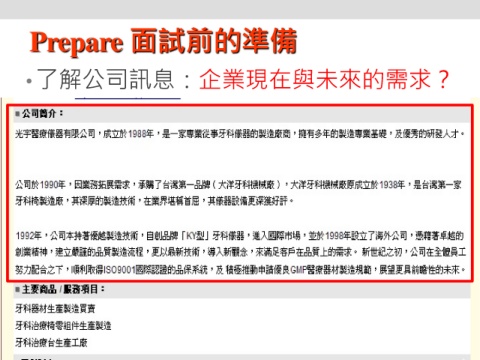 Prepare 面試前的準備
•了解公司訊息：企業現在與未來的需求？
■ 公司簡介：
光宇醫療儀器有限公司，成立於1988年，是一家專業從事牙科儀器的製造廠商，擁有多年的製造專業基礎，及優秀的研發人才。
公司於1990年，因業務拓展需求，承購了台灣第一品牌（大洋牙科機械廠），大洋牙科機械廠原成立於1938年，是台灣第一家
牙科椅製造廠，其深厚的製造技術，在業界堪稱首屈，其儀器設備更深獲好評。
1992年，公司本持著優越製造技術，自創品牌「KY型」牙科儀器，進入國際市場，並於1998年設立了海外公司，憑藉著卓越的
創業精神，建立嚴謹的品質製造流程，更以最新技術，導入新觀念，來滿足客戶在品質上的需求。 新世紀之初，公司在全體員工
努力配合之下，順利取得ISO9001國際認證的品保系統，及 積極推動申請優良GMP醫療器材製造規範，展望更具前瞻性的未來。
■ 主要商品 / 服務項目：
牙科器材生產製造買賣
牙科治療椅零組件生產製造
牙科治療台生產工廠